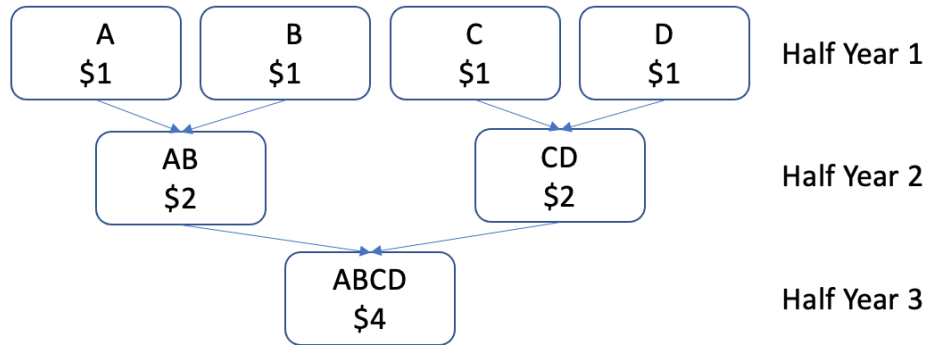 A
$1
B
$1
C
$1
D
$1
Half Year 1
AB
$2
CD
$2
Half Year 2
ABCD
$4
Half Year 3